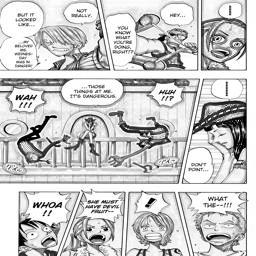 !
HEY...
YOU KNOW
WHAT
YOU'RE
DOING,
RIGHT??
NOT
REALLY.
BUT IT
LOOKED
LIKE...
MY
BELOVED
WEDNES-
DAY
WAS IN
DANGER!
!
HUH
!!?
...THOSE
THINGS AT ME.
IT'S DANGEROUS.
WAH
!!!
DON'T
POINT...
WHAT
THE--!!!
!
SHE MUST
HAVE DEVIL
FRUIT--
WHOA
!!